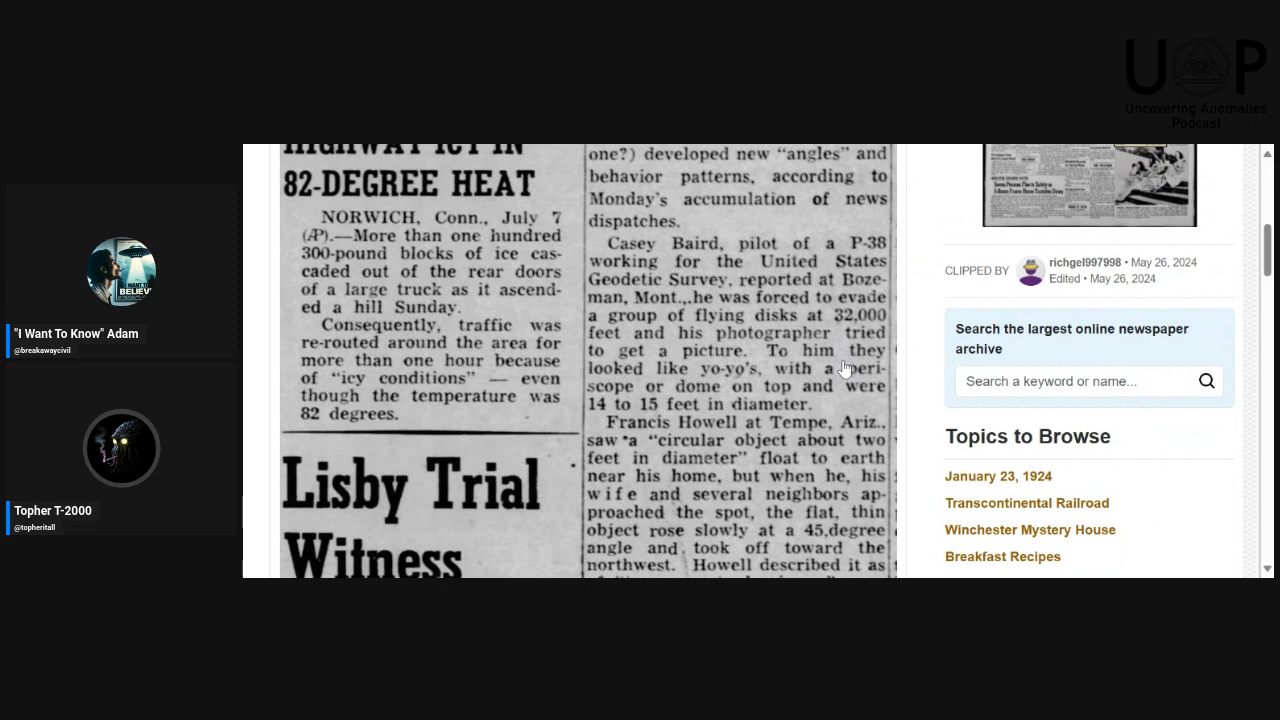 UOP
Uncovering Anomalies
Podcast
I WANT TO
BELIEV
"I Want To Know" Adam
@breakawaycivil
Topher T-2000
@topheritall
HIGHWAY ICY IN
82-DEGREE HEAT
NORWICH, Conn., July 7
(AP).—More than one hundred
300-pound blocks of ice cas-
caded out of the rear doors
of a large truck as it ascend-
ed a hill Sunday.
Consequently, traffic was
re-routed around the area for
more than one hour because
of "icy conditions" — even
though the temperature was
82 degrees.
Lisby Trial
Witness
one?) developed new "angles" and
behavior patterns, according to
Monday's accumulation of news
dispatches.
Casey Baird, pilot of a P-38
working for the United States
Geodetic Survey, reported at Boze-
man, Mont., he was forced to evade
a group of flying disks at 32,000
feet and his photographer tried
to get a picture. To him they
looked like yo-yo's, with a peri-
scope or dome on top and were
14 to 15 feet in diameter.
Francis Howell at Tempe, Ariz.,
saw a "circular object about two
feet in diameter" float to earth
near his home, but when he, his
wife and several neighbors ap-
proached the spot, the flat, thin
object rose slowly at a 45.degree
angle and took off toward the
northwest. Howell described it as
CLIPPED BY
richgel997998 • May 26, 2024
Edited • May 26, 2024
Search the largest online newspaper
archive
Search a keyword or name...
Topics to Browse
January 23, 1924
Transcontinental Railroad
Winchester Mystery House
Breakfast Recipes